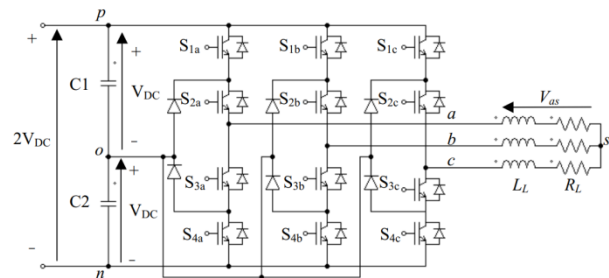 p
+
+
S1a
S1b
S1c
C1
VDC
S2a
S2b
S2c
a
Vas
2VDC
-
o
b
s
+
S3a
S3b
S3c
c
LL
RL
C2
VDC
S4a
S4b
S4c
-
-
n